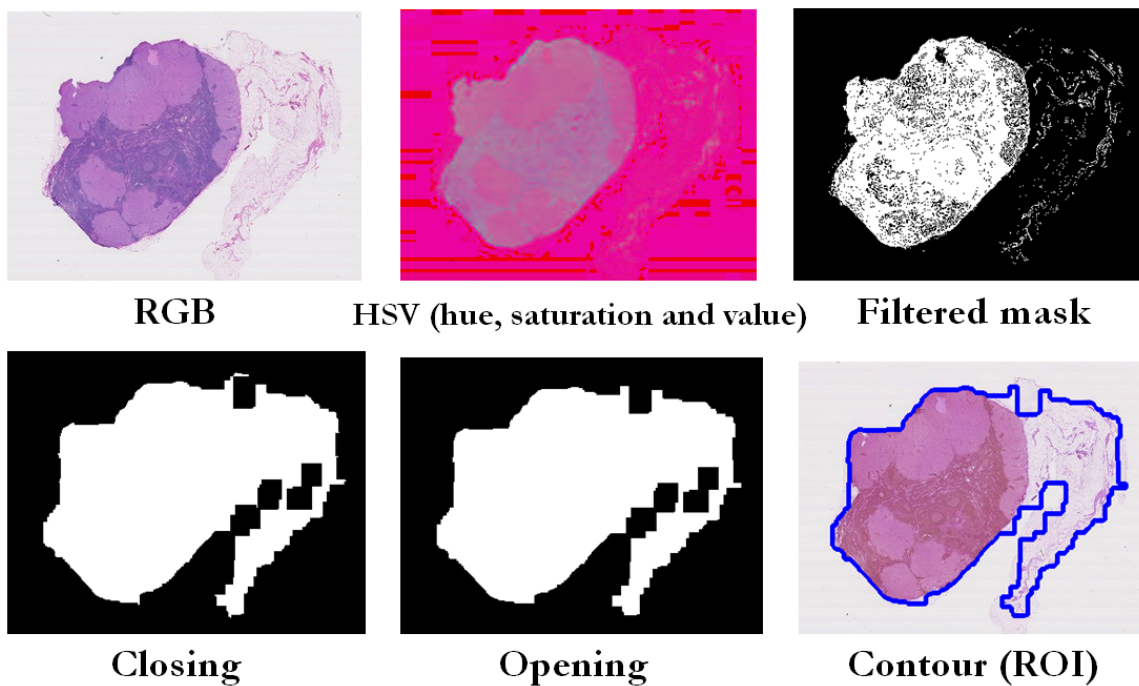 RGB
HSV (hue, saturation and value)
Filtered mask
Closing
Opening
Contour (ROI)